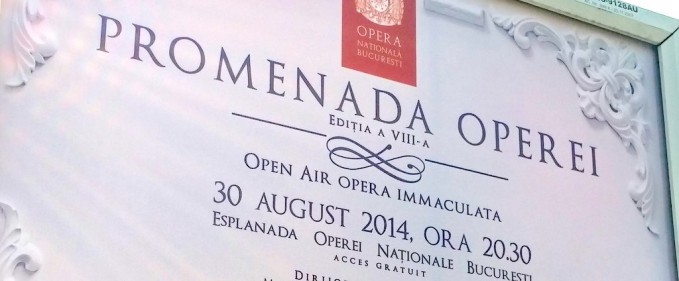 OPERA
NAȚIONALĂ
BUCUREȘTI
PROMENADA OPEREI
EDIȚIA A VIII-A
OPEN AIR OPERA IMMACULATA
30 AUGUST 2014, ORA 20.30
ESPLANADA OPEREI NAȚIONALE BUCUREȘTI
ACCES GRATUIT